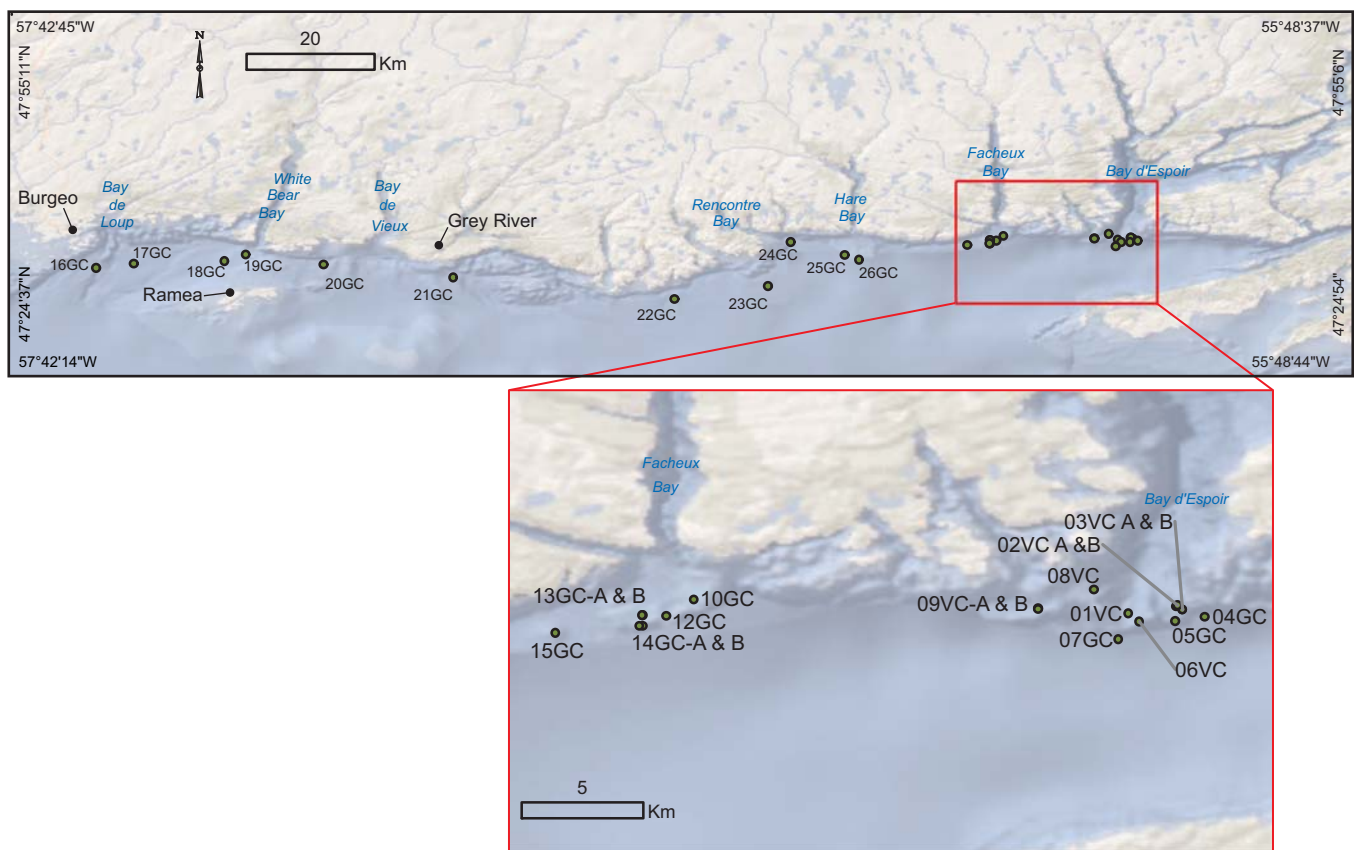 57°42'45"W
55°48'37"W
N
20
Km
47°55'11"N
47°55'6"N
Facheux
Bay
Bay d'Espoir
White
Bear
Bay
Bay
de
Loup
Bay
de
Vieux
Hare
Bay
Rencontre
Bay
Burgeo
Grey River
16GC
17GC
18GC
19GC
20GC
21GC
22GC
23GC
24GC
25GC
26GC
Ramea
47°24'37"N
47°24'54"N
57°42'14"W
55°48'44"W
Facheux
Bay
Bay d'Espoir
03VC A & B
02VC A &B
08VC
13GC-A & B
10GC
09VC-A & B
01VC
04GC
12GC
05GC
14GC-A & B
07GC
15GC
06VC
5
Km